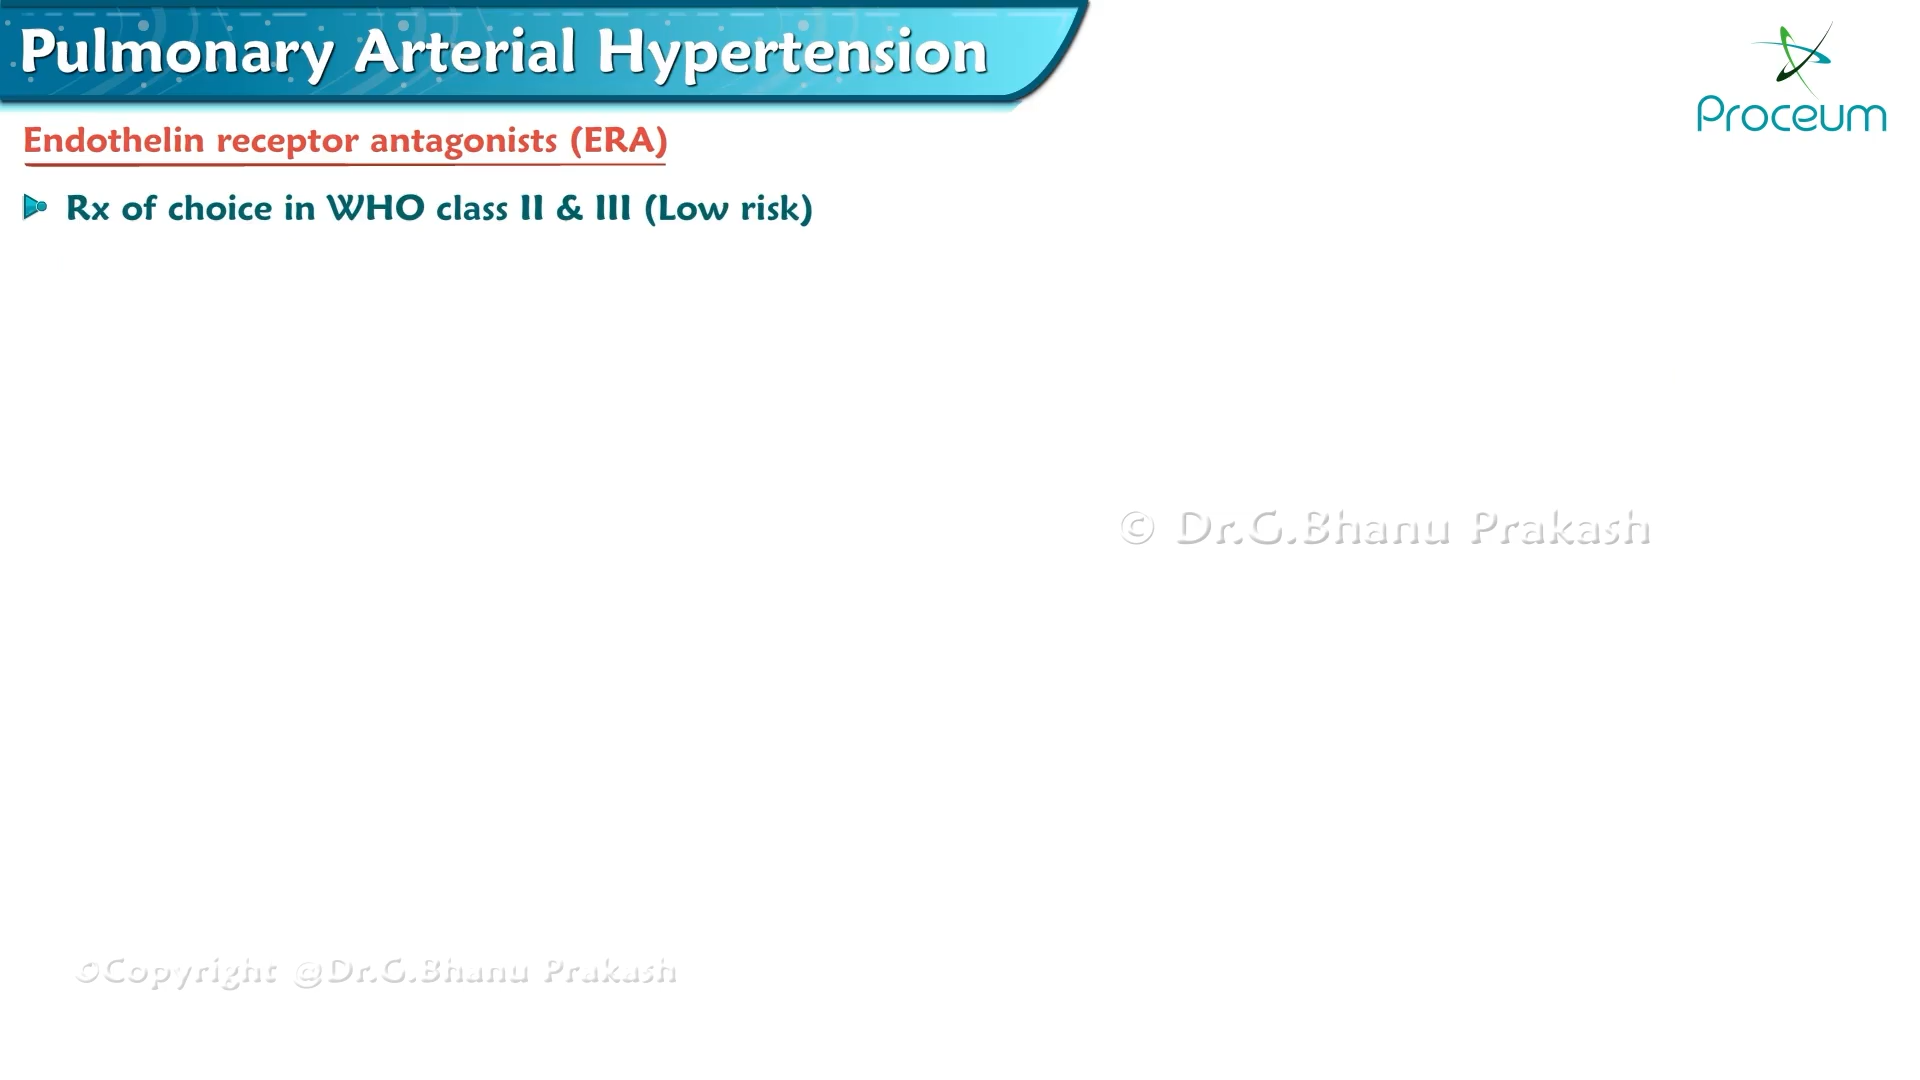 Pulmonary Arterial Hypertension
Proceum
Endothelin receptor antagonists (ERA)
Rx of choice in WHO class II & III (Low risk)
© Dr.G.Bhanu Prakash
©Copyright @Dr.G.Bhanu Prakash